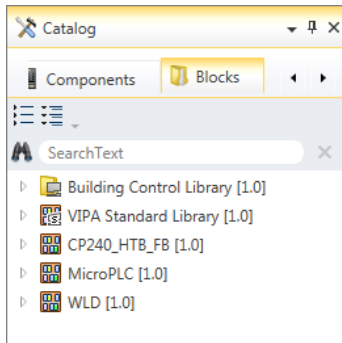 Catalog
Components
Blocks
SearchText
Building Control Library [1.0]
VIPA Standard Library [1.0]
CP240_HTB_FB [1.0]
MicroPLC [1.0]
WLD [1.0]